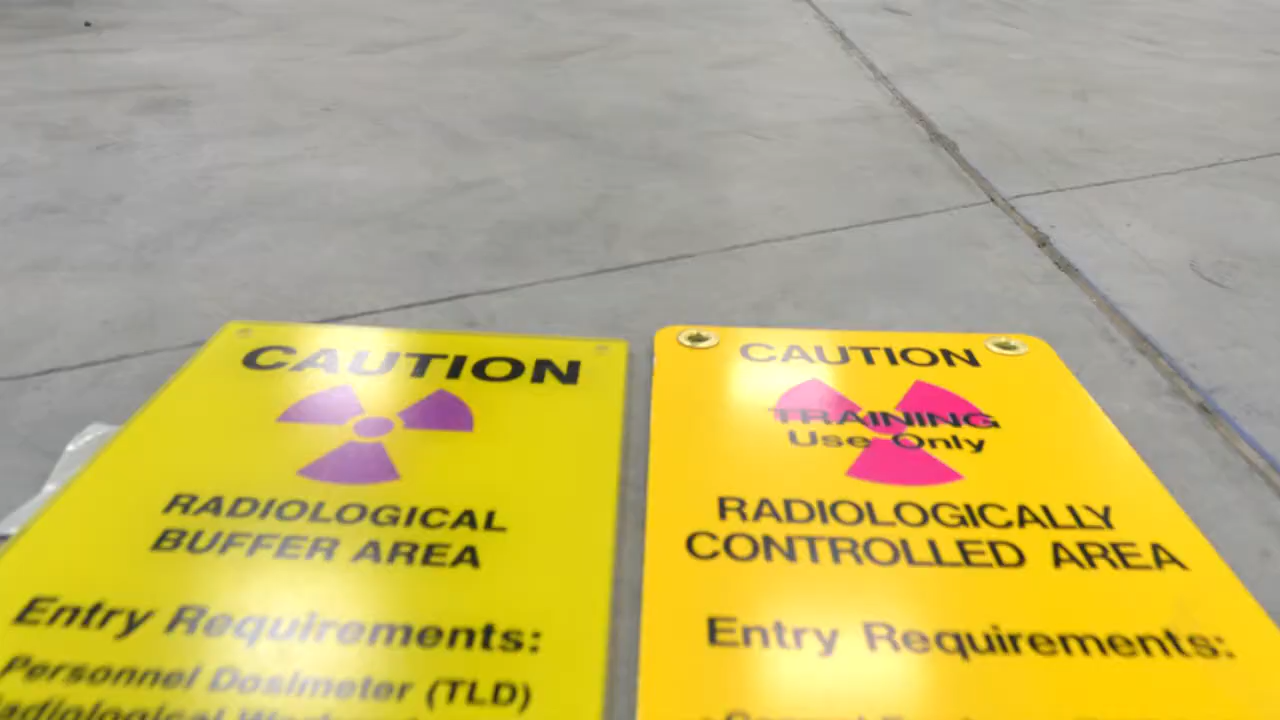 CAUTION
RADIOLOGICAL
BUFFER AREA
Entry Requirements:
Personnel Dosimeter (TLD)
CAUTION
TRAINING
Use Only
RADIOLOGICALLY
CONTROLLED AREA
Entry Requirements: